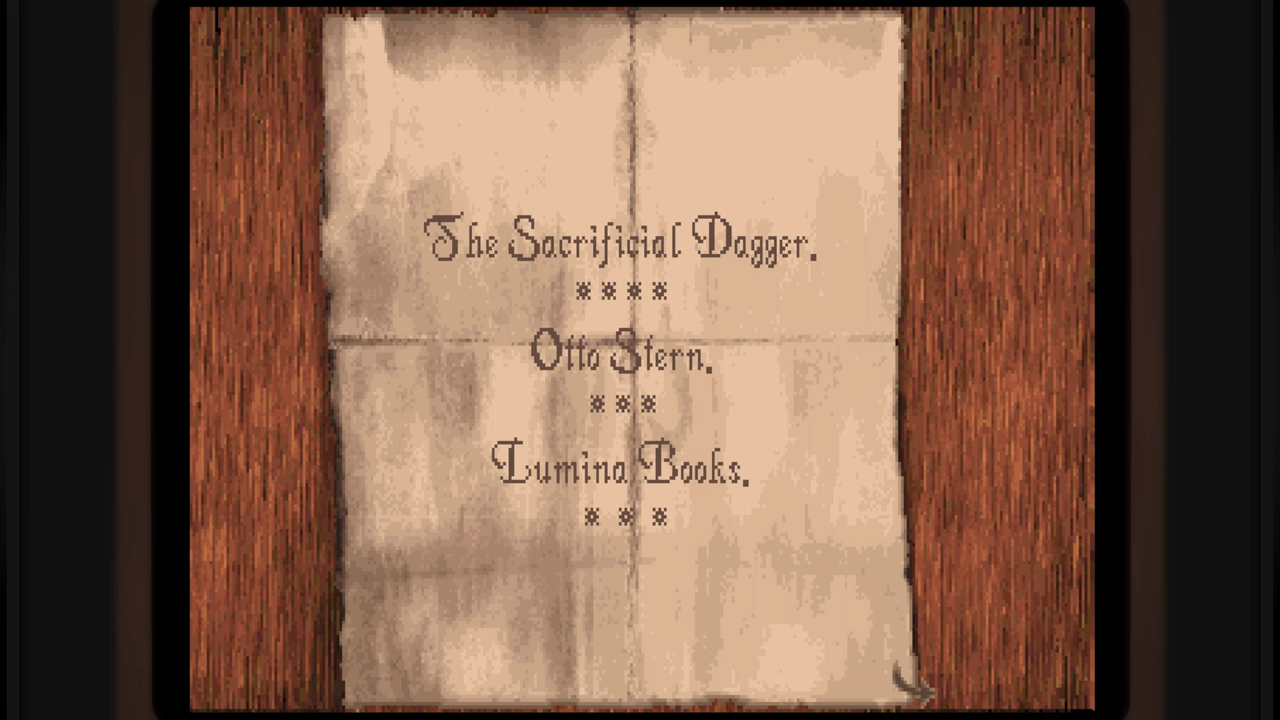 The Sacrificial Dagger.
* * * *
Otto Stern.
* * *
Lumina Books.
* * *